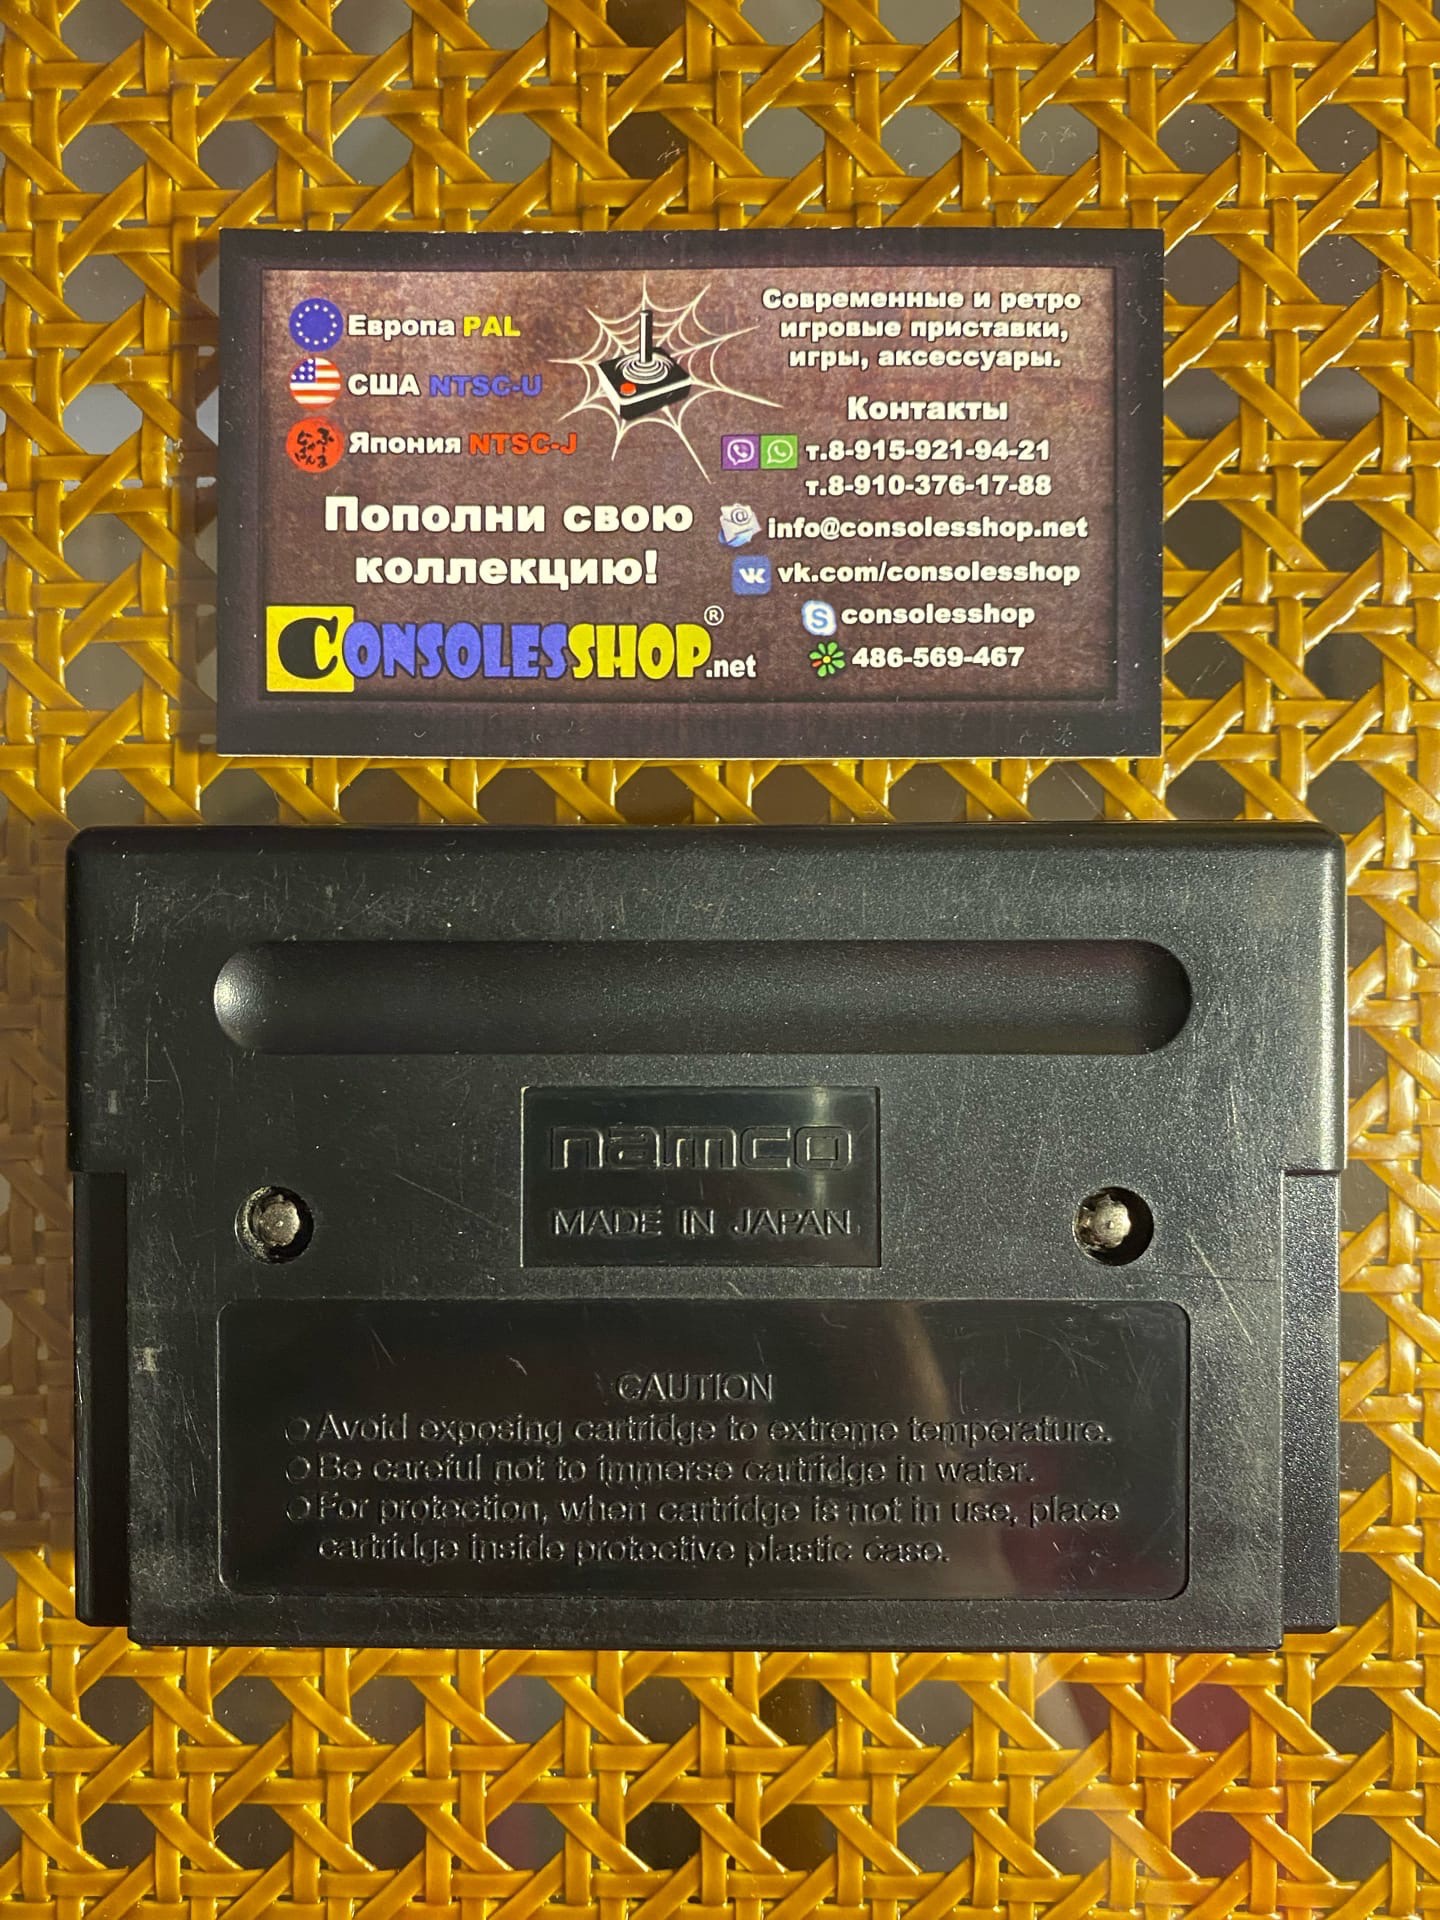 Европа PAL
США NTSC-U
Япония NTSC-J
Пополни свою
коллекцию!
CONSOLESSHOP.net
®
Современные и ретро
игровые приставки,
игры, аксессуары.
Контакты
т.8-915-921-94-21
т.8-910-376-17-88
info@consolesshop.net
vk.com/consolesshop
consolesshop
486-569-467
namco
MADE IN JAPAN
CAUTION
Avoid exposing cartridge to extreme temperature.
Be careful not to immerse cartridge in water.
For protection, when cartridge is not in use, place
cartridge inside protective plastic case.